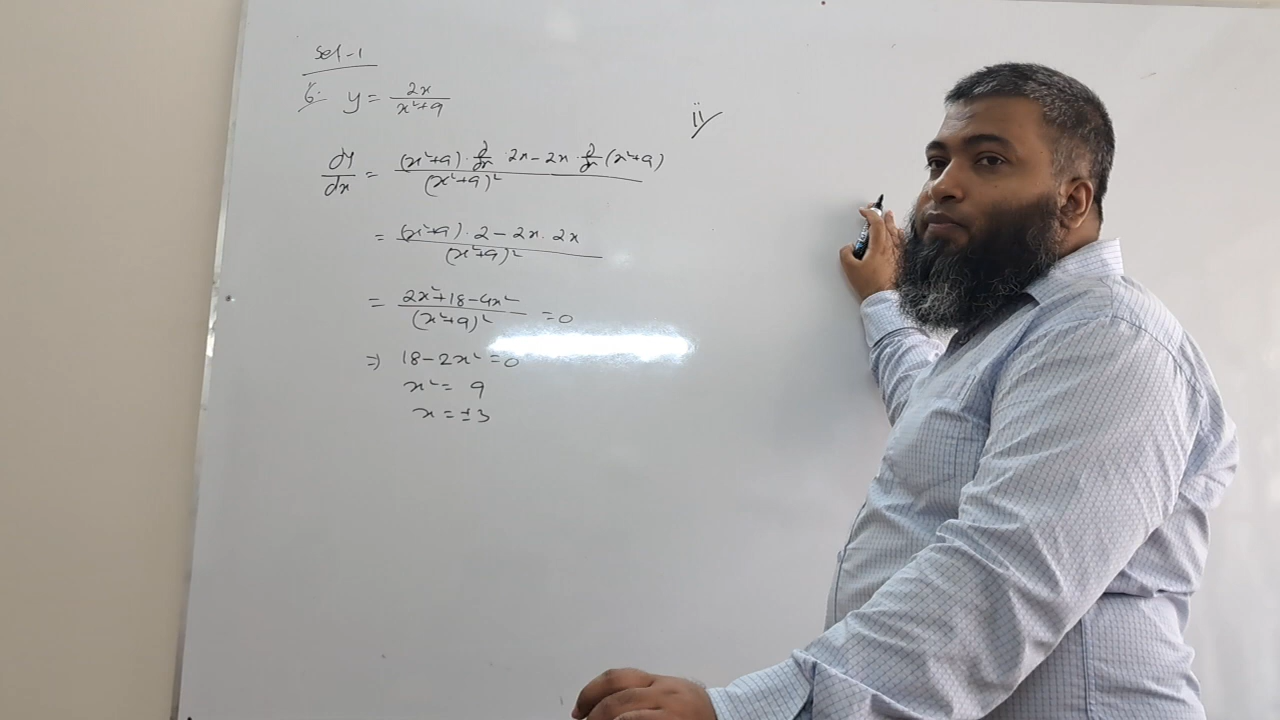 Set-1
6. y = 2x / x²+9
dy/dx = (x²+9) · d/dx · 2x − 2x · d/dx (x²+9) / (x²+9)²
= (x²+9) · 2 − 2x · 2x / (x²+9)²
= 2x²+18−4x² / (x²+9)² = 0
⇒ 18−2x² = 0
x² = 9
x = ±3
ii